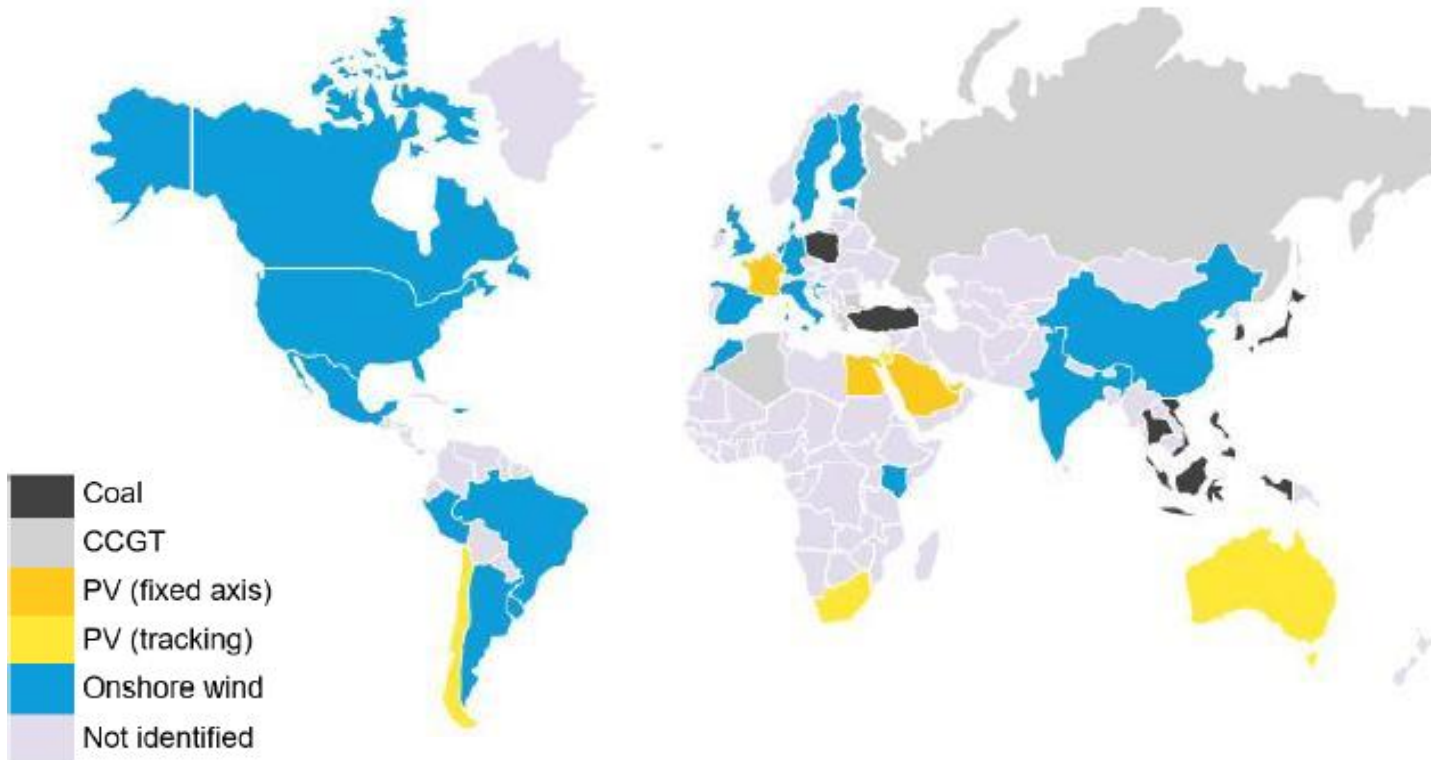 Coal
CCGT
PV (fixed axis)
PV (tracking)
Onshore wind
Not identified